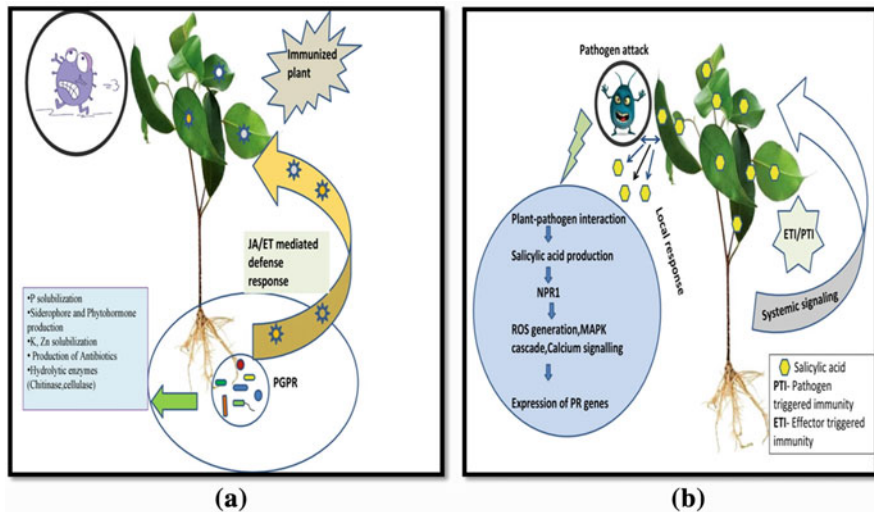 Immunized
plant
JA/ET mediated
defense
response
•P solubilization
•Siderophore and Phytohormone
production
•K, Zn solubilization
• Production of Antibiotics
•Hydrolytic enzymes
(Chitinase,cellulase)
PGPR
(a)
Pathogen attack
Plant-pathogen interaction
Salicylic acid production
NPR1
ROS generation,MAPK
cascade,Calcium signalling
Expression of PR genes
Local response
ETI/PTI
Systemic signaling
Salicylic acid
PTI- Pathogen
triggered immunity
ETI- Effector triggered
immunity
(b)